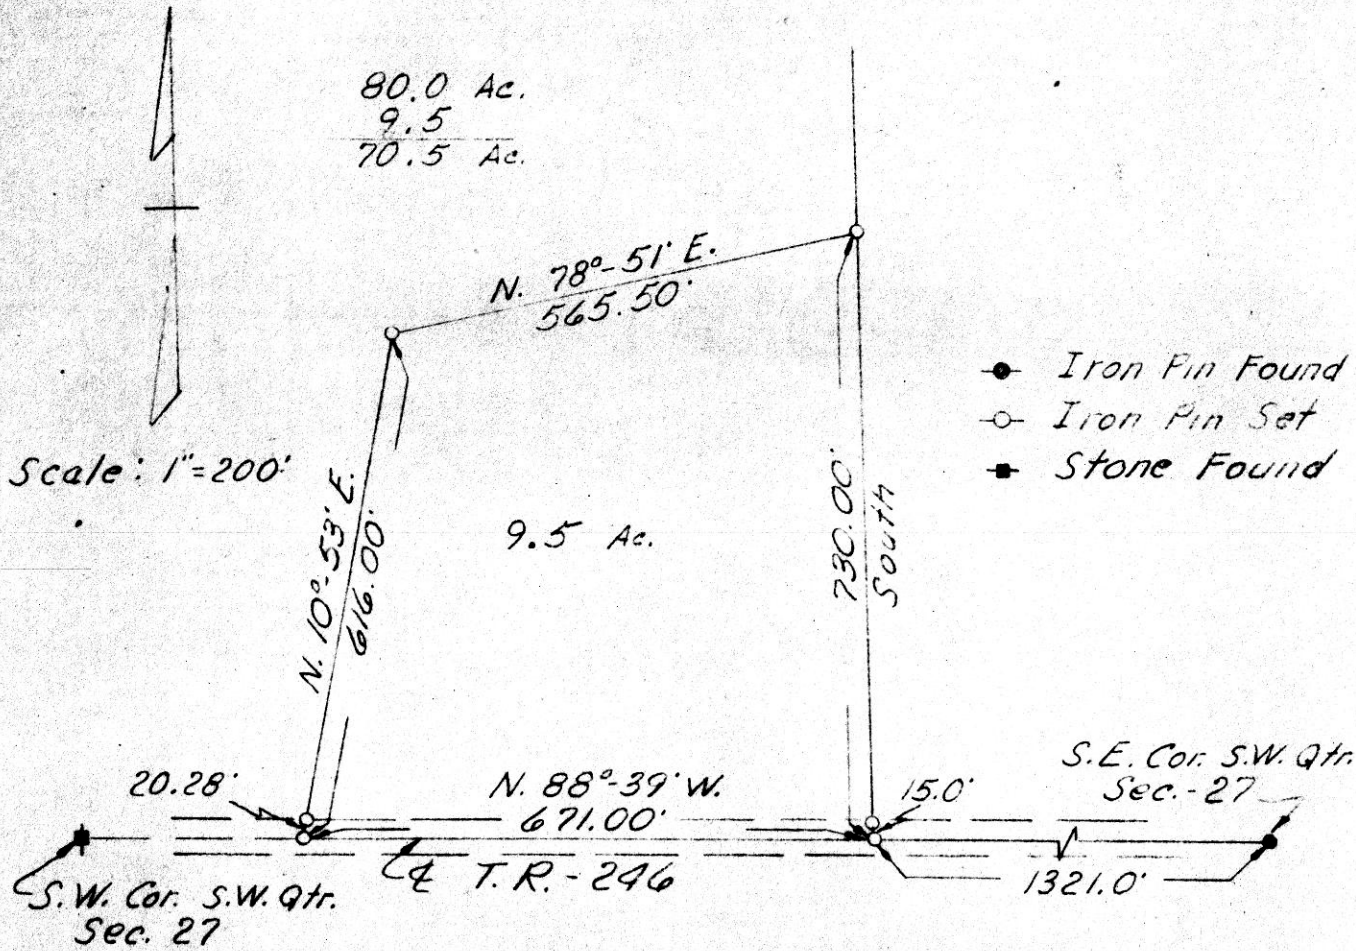 80.0 Ac.
9.5
70.5 Ac.
N. 78°-51' E.
565.50'
Iron Pin Found
Iron Pin Set
Stone Found
Scale: 1"=200'
N. 10°-53' E.
616.00'
9.5 Ac.
730.00'
South
20.28'
N. 88°-39' W.
671.00'
15.0'
S.E. Cor. S.W. Qtr.
Sec.-27
℄ T.R.-246
1321.0'
S.W. Cor. S.W. Qtr.
Sec. 27